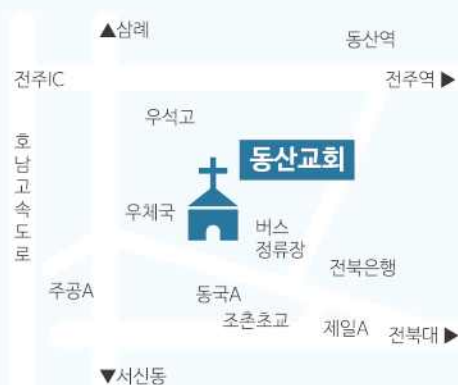 ▲삼례
동산역
전주IC
전주역 ▶
우석고
호남고속도로
동산교회
우체국
버스
정류장
전북은행
주공A
동국A
조촌초교
제일A
전북대 ▶
▼서신동